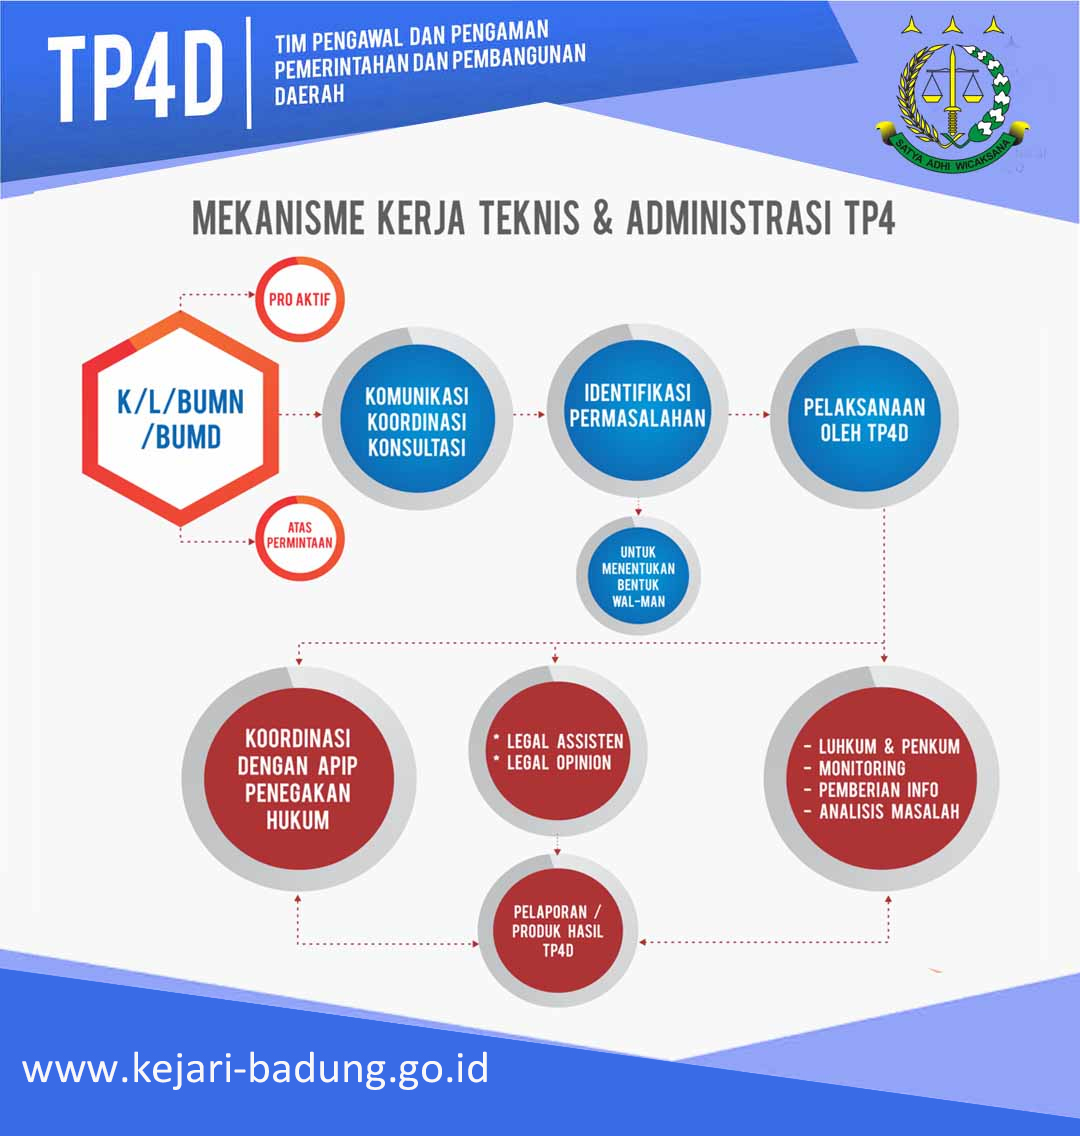 TP4D
TIM PENGAWAL DAN PENGAMAN
PEMERINTAHAN DAN PEMBANGUNAN
DAERAH
SATYA ADHI WICAKSANA
MEKANISME KERJA TEKNIS & ADMINISTRASI TP4
PRO AKTIF
K/L/BUMN
/BUMD
ATAS
PERMINTAAN
KOMUNIKASI
KOORDINASI
KONSULTASI
IDENTIFIKASI
PERMASALAHAN
PELAKSANAAN
OLEH TP4D
UNTUK
MENENTUKAN
BENTUK
WAL-MAN
KOORDINASI
DENGAN APIP
PENEGAKAN
HUKUM
* LEGAL ASSISTEN
* LEGAL OPINION
- LUHKUM & PENKUM
- MONITORING
- PEMBERIAN INFO
- ANALISIS MASALAH
PELAPORAN /
PRODUK HASIL
TP4D
www.kejari-badung.go.id